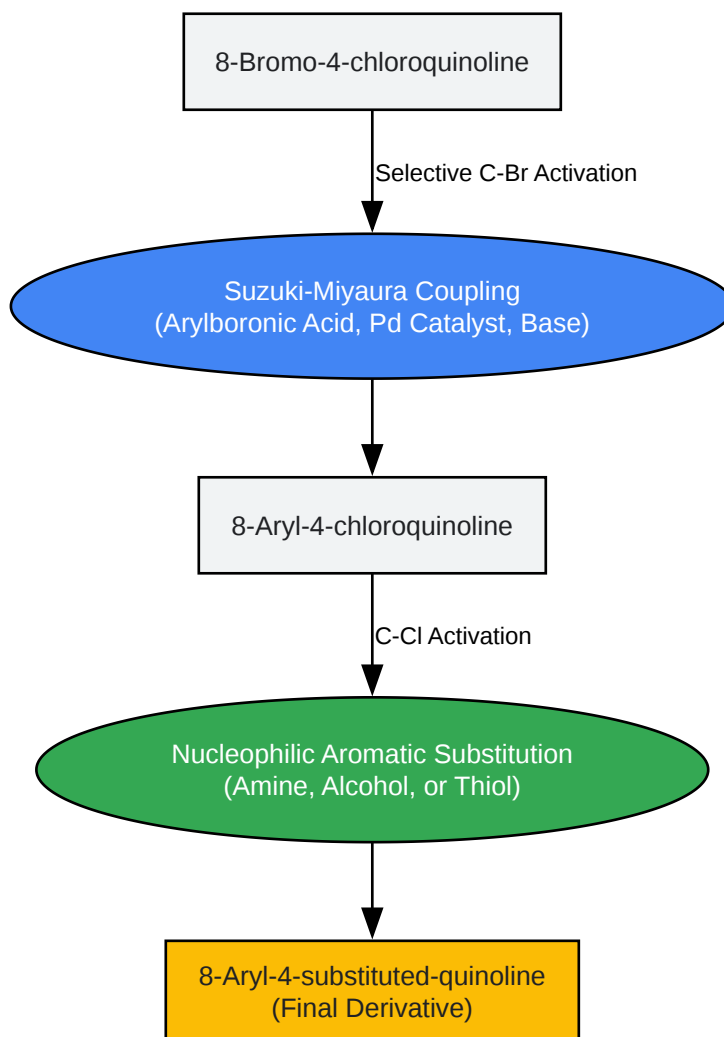 8-Bromo-4-chloroquinoline
Selective C-Br Activation
Suzuki-Miyaura Coupling
(Arylboronic Acid, Pd Catalyst, Base)
8-Aryl-4-chloroquinoline
C-Cl Activation
Nucleophilic Aromatic Substitution
(Amine, Alcohol, or Thiol)
8-Aryl-4-substituted-quinoline
(Final Derivative)